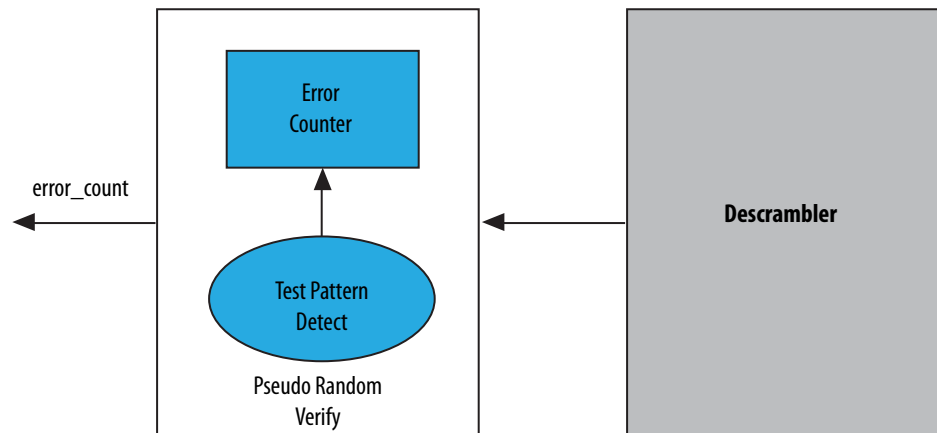 Error
Counter
error_count
Descrambler
Test Pattern
Detect
Pseudo Random
Verify